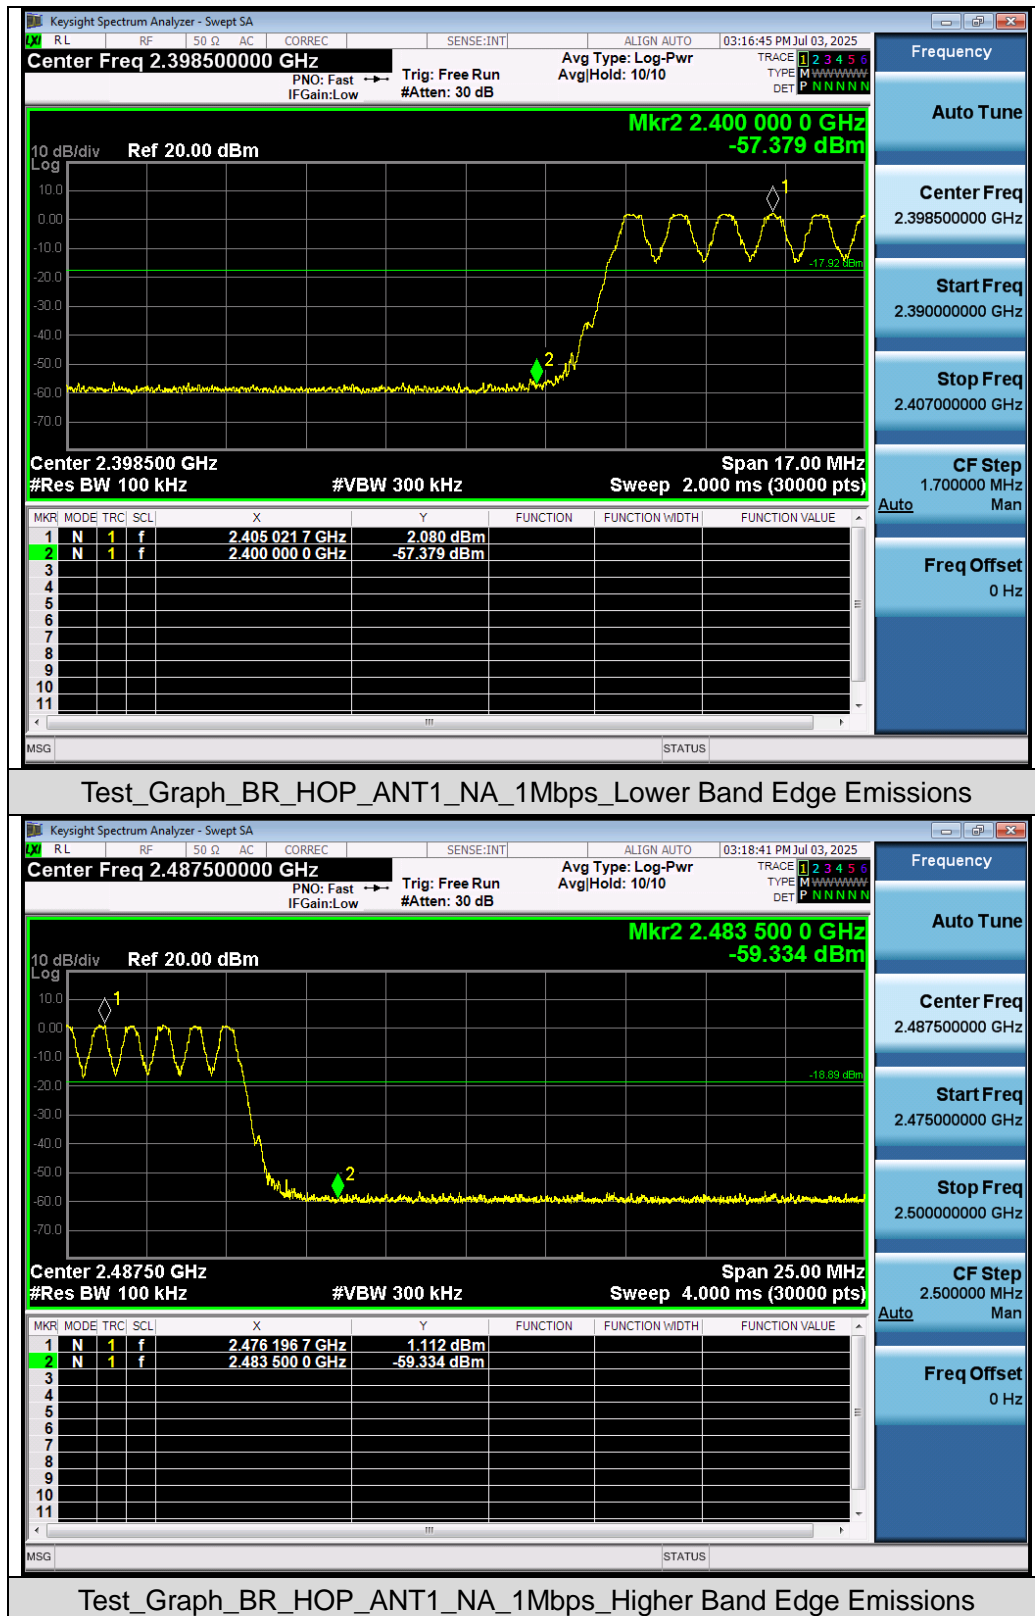 Keysight Spectrum Analyzer - Swept SA
LXI RL RF 50 Ω AC CORREC SENSE:INT ALIGN AUTO 03:16:45 PM Jul 03, 2025
Center Freq 2.398500000 GHz Avg Type: Log-Pwr TRACE 1 2 3 4 5 6
PNO: Fast Trig: Free Run Avg|Hold: 10/10 TYPE M WWWWW
IFGain:Low #Atten: 30 dB DET P N N N N N
Frequency
Auto Tune
Center Freq
2.398500000 GHz
Start Freq
2.390000000 GHz
Stop Freq
2.407000000 GHz
CF Step
1.700000 MHz
Auto Man
Freq Offset
0 Hz
Mkr2 2.400 000 0 GHz
-57.379 dBm
10 dB/div Ref 20.00 dBm
Log
10.0
0.00
-10.0
-20.0
-30.0
-40.0
-50.0
-60.0
-70.0
1
-17.92 dBm
2
Center 2.398500 GHz Span 17.00 MHz
#Res BW 100 kHz #VBW 300 kHz Sweep 2.000 ms (30000 pts)
MKR MODE TRC SCL X Y FUNCTION FUNCTION WIDTH FUNCTION VALUE
1 N 1 f 2.405 021 7 GHz 2.080 dBm
2 N 1 f 2.400 000 0 GHz -57.379 dBm
3
4
5
6
7
8
9
10
11
MSG STATUS
Test_Graph_BR_HOP_ANT1_NA_1Mbps_Lower Band Edge Emissions
Keysight Spectrum Analyzer - Swept SA
LXI RL RF 50 Ω AC CORREC SENSE:INT ALIGN AUTO 03:18:41 PM Jul 03, 2025
Center Freq 2.487500000 GHz Avg Type: Log-Pwr TRACE 1 2 3 4 5 6
PNO: Fast Trig: Free Run Avg|Hold: 10/10 TYPE M WWWWW
IFGain:Low #Atten: 30 dB DET P N N N N N
Frequency
Auto Tune
Center Freq
2.487500000 GHz
Start Freq
2.475000000 GHz
Stop Freq
2.500000000 GHz
CF Step
2.500000 MHz
Auto Man
Freq Offset
0 Hz
Mkr2 2.483 500 0 GHz
-59.334 dBm
10 dB/div Ref 20.00 dBm
Log
10.0
0.00
-10.0
-20.0
-30.0
-40.0
-50.0
-60.0
-70.0
1
-18.89 dBm
2
Center 2.48750 GHz Span 25.00 MHz
#Res BW 100 kHz #VBW 300 kHz Sweep 4.000 ms (30000 pts)
MKR MODE TRC SCL X Y FUNCTION FUNCTION WIDTH FUNCTION VALUE
1 N 1 f 2.476 196 7 GHz 1.112 dBm
2 N 1 f 2.483 500 0 GHz -59.334 dBm
3
4
5
6
7
8
9
10
11
MSG STATUS
Test_Graph_BR_HOP_ANT1_NA_1Mbps_Higher Band Edge Emissions